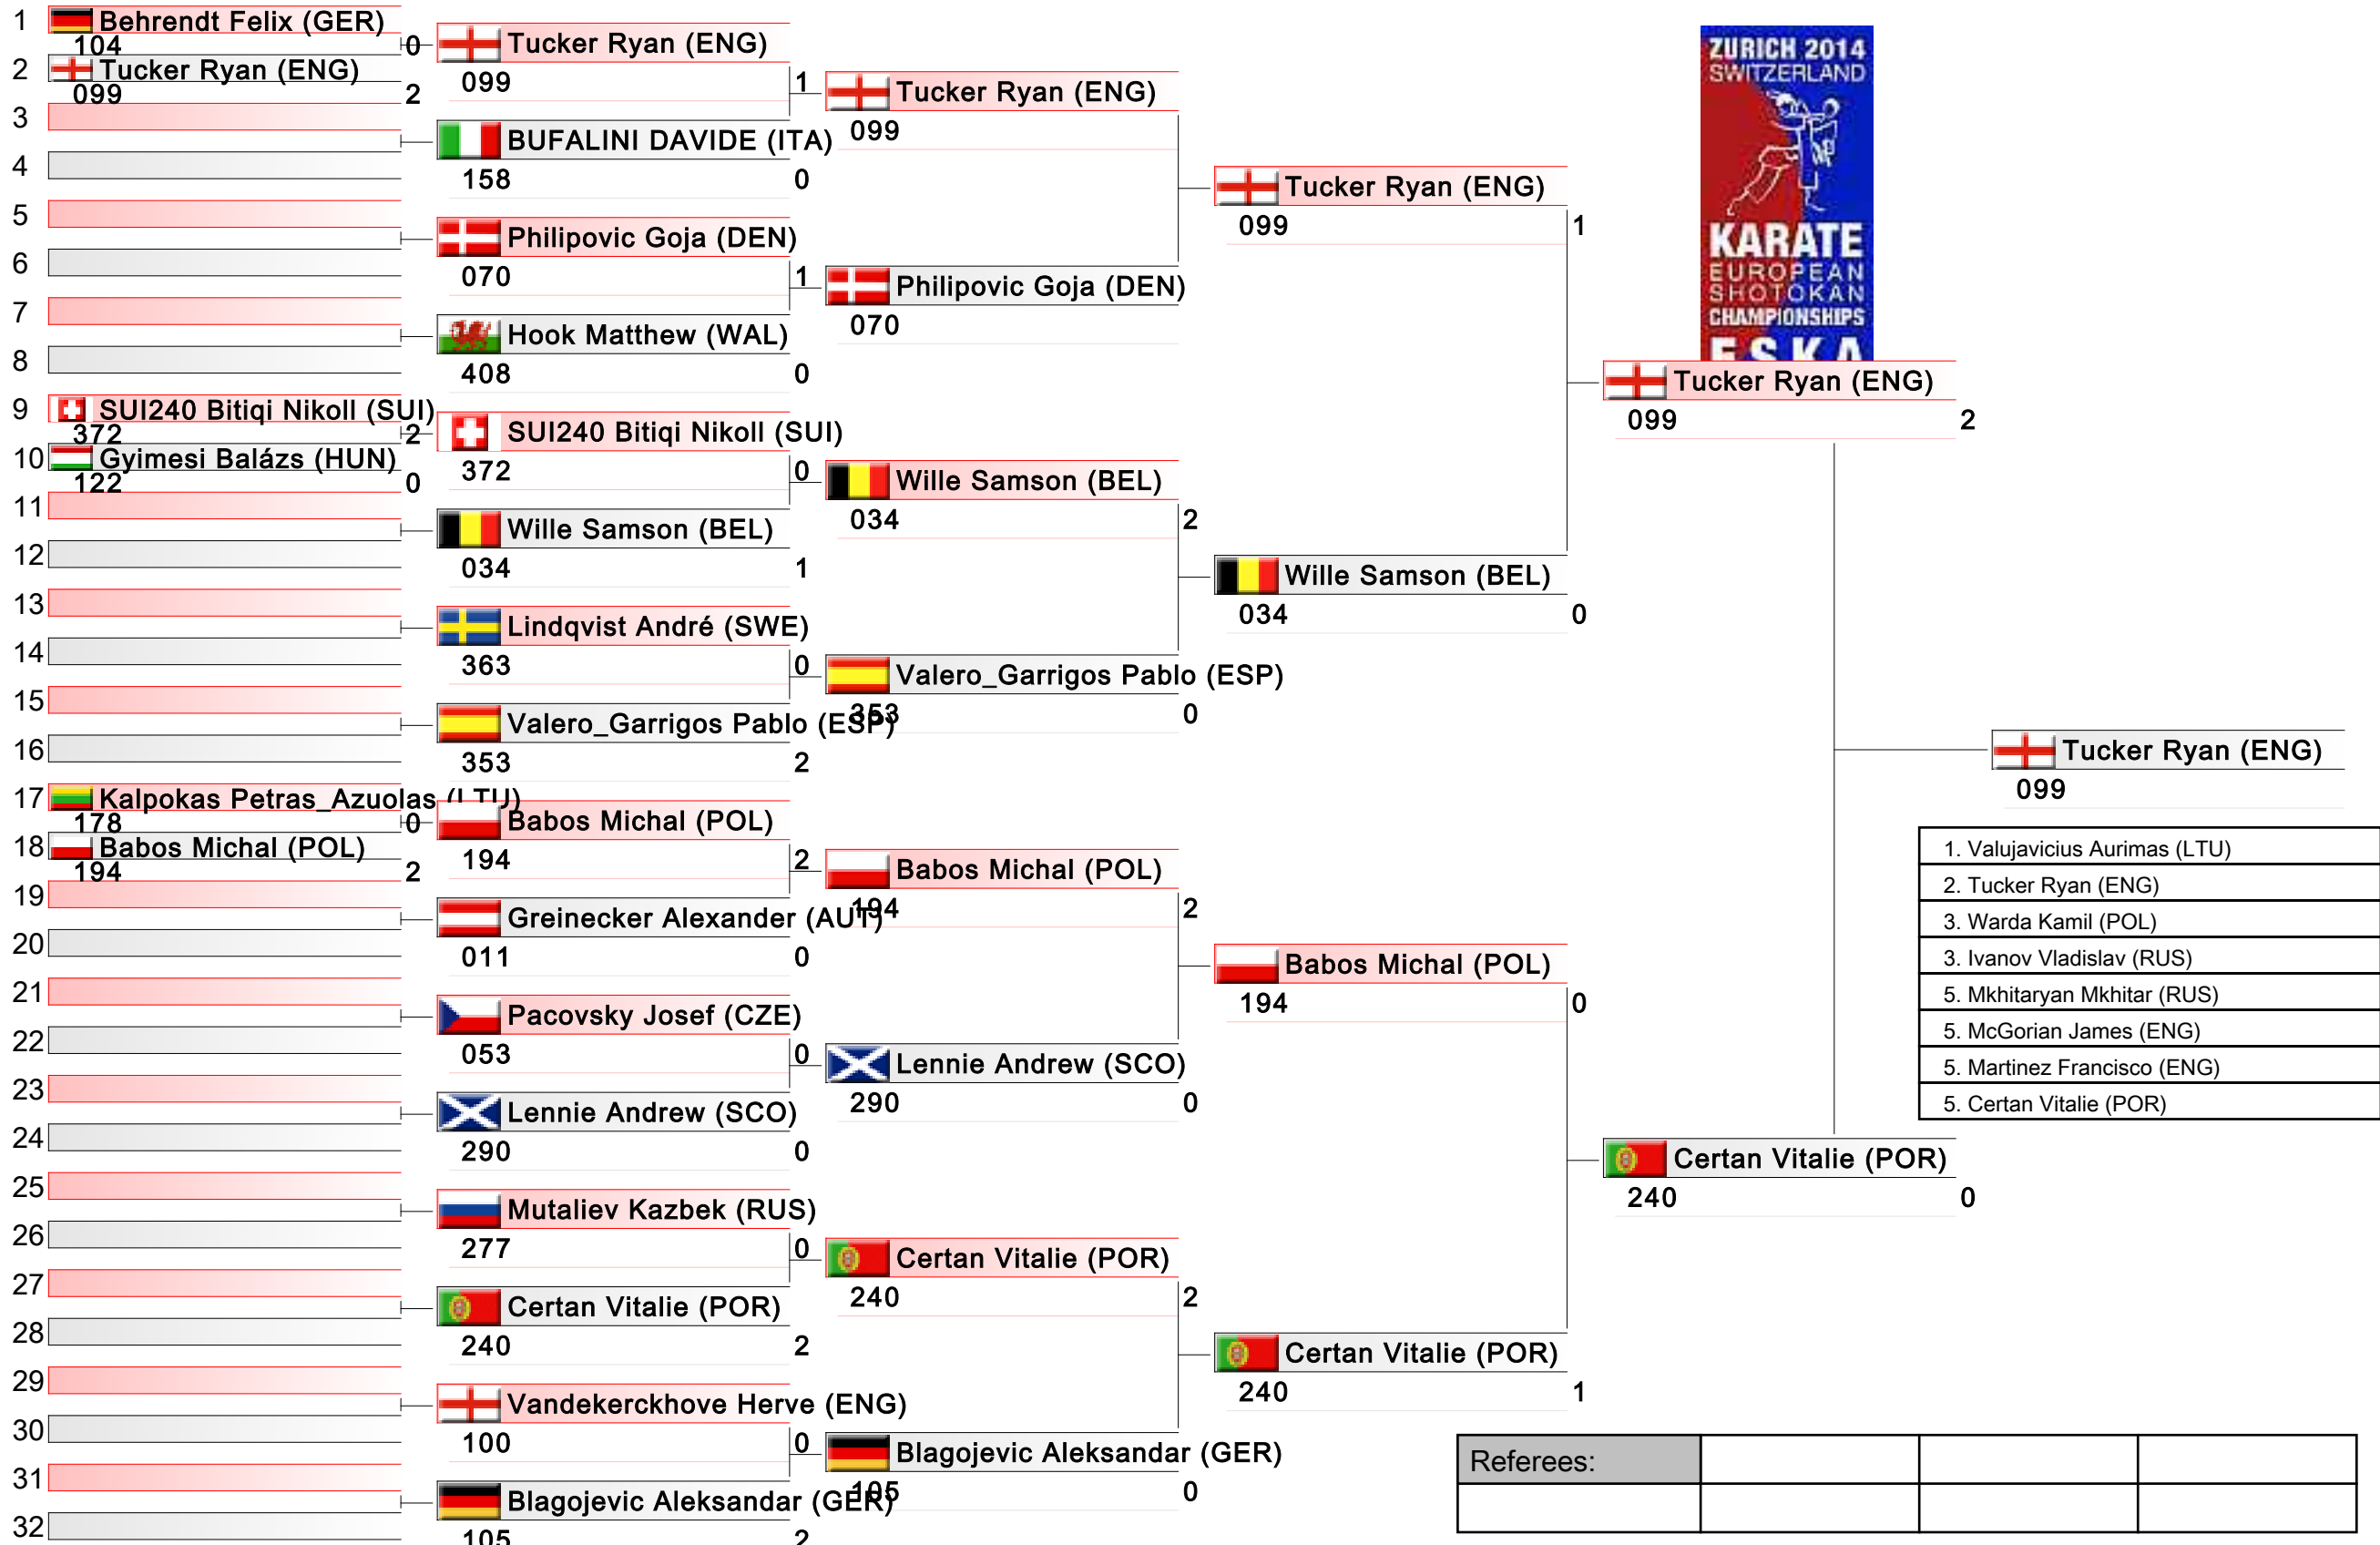 1 Behrendt Felix (GER)
104 0
2 Tucker Ryan (ENG)
099 2
3
4
5
6
7
8
9 SUI240 Bitiqi Nikoll (SUI)
372 2
10 Gyimesi Balázs (HUN)
122 0
11
12
13
14
15
16
17 Kalpokas Petras_Azuolas (LTU)
178 0
18 Babos Michal (POL)
194 2
19
20
21
22
23
24
25
26
27
28
29
30
31
32
Tucker Ryan (ENG)
099 1
BUFALINI DAVIDE (ITA)
158 0
Philipovic Goja (DEN)
070 1
Hook Matthew (WAL)
408 0
SUI240 Bitiqi Nikoll (SUI)
372 0
Wille Samson (BEL)
034 1
Lindqvist André (SWE)
363 0
Valero_Garrigos Pablo (ESP)
353 2
Babos Michal (POL)
194 2
Greinecker Alexander (AUT)
011 0
Pacovsky Josef (CZE)
053 0
Lennie Andrew (SCO)
290 0
Mutaliev Kazbek (RUS)
277 0
Certan Vitalie (POR)
240 2
Vandekerckhove Herve (ENG)
100 0
Blagojevic Aleksandar (GER)
105 2
Tucker Ryan (ENG)
099
Philipovic Goja (DEN)
070
Wille Samson (BEL)
034 2
Valero_Garrigos Pablo (ESP)
353 0
Babos Michal (POL)
194 2
Lennie Andrew (SCO)
290 0
Certan Vitalie (POR)
240 2
Blagojevic Aleksandar (GER)
105 0
Tucker Ryan (ENG)
099 1
Wille Samson (BEL)
034 0
Babos Michal (POL)
194 0
Certan Vitalie (POR)
240 1
ZURICH 2014
SWITZERLAND
KARATE
EUROPEAN
SHOTOKAN
CHAMPIONSHIPS
ESKA
Tucker Ryan (ENG)
099 2
Certan Vitalie (POR)
240 0
Tucker Ryan (ENG)
099
1. Valujavicius Aurimas (LTU)
2. Tucker Ryan (ENG)
3. Warda Kamil (POL)
3. Ivanov Vladislav (RUS)
5. Mkhitaryan Mkhitar (RUS)
5. McGorian James (ENG)
5. Martinez Francisco (ENG)
5. Certan Vitalie (POR)
Referees: